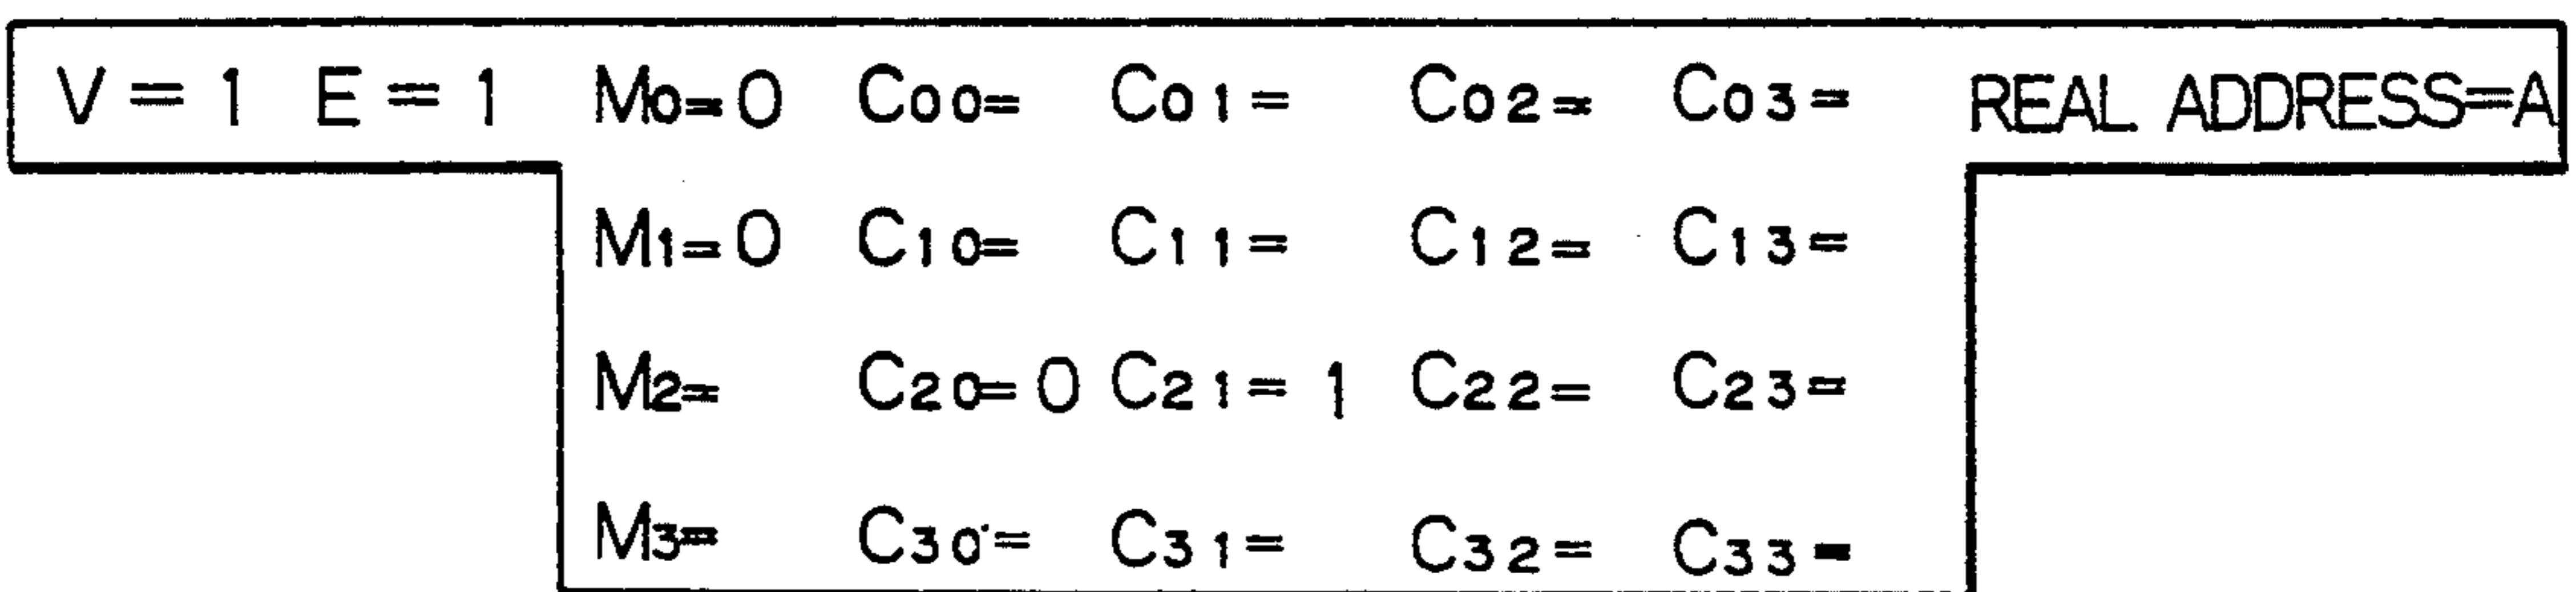 V = 1 E = 1 M0=0 C00= C01= C02= C03= REAL ADDRESS=A
M1=0 C10= C11= C12= C13=
M2= C20=0 C21=1 C22= C23=
M3= C30= C31= C32= C33=